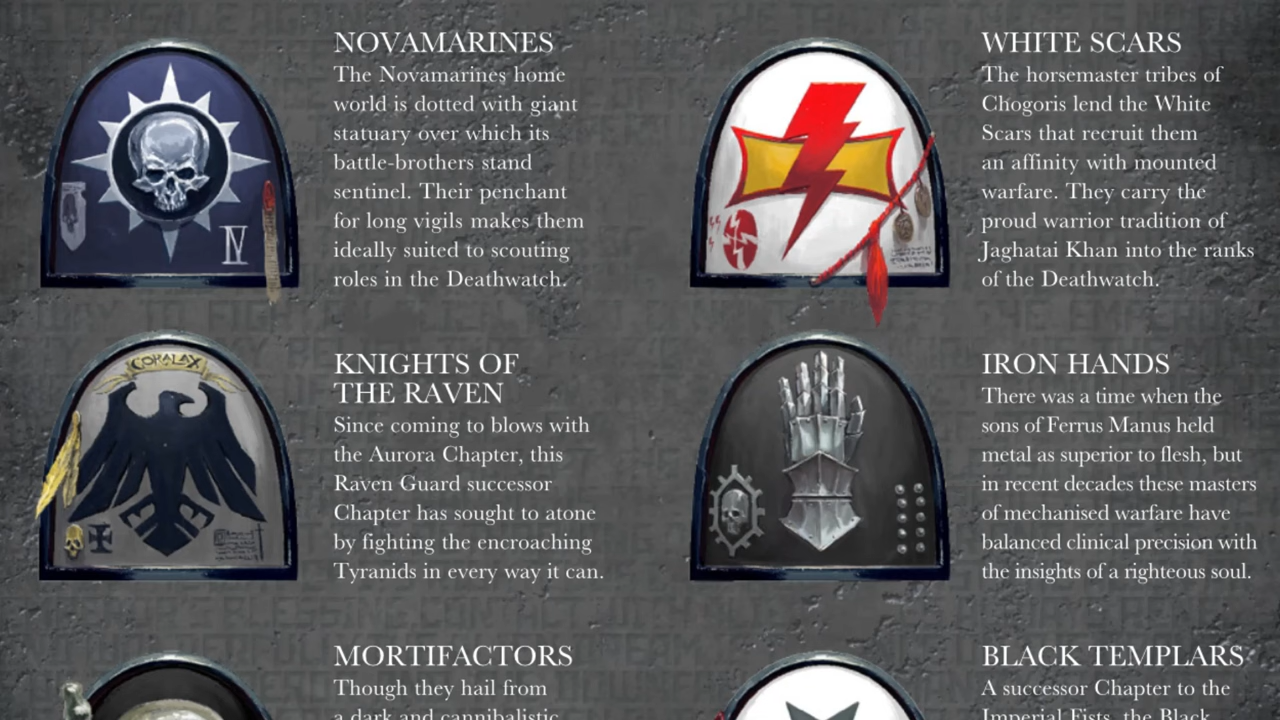 NOVAMARINES
The Novamarines home
world is dotted with giant
statuary over which its
battle-brothers stand
sentinel. Their penchant
for long vigils makes them
ideally suited to scouting
roles in the Deathwatch.
IV
WHITE SCARS
The horsemaster tribes of
Chogoris lend the White
Scars that recruit them
an affinity with mounted
warfare. They carry the
proud warrior tradition of
Jaghatai Khan into the ranks
of the Deathwatch.
CORALAX
KNIGHTS OF
THE RAVEN
Since coming to blows with
the Aurora Chapter, this
Raven Guard successor
Chapter has sought to atone
by fighting the encroaching
Tyranids in every way it can.
IRON HANDS
There was a time when the
sons of Ferrus Manus held
metal as superior to flesh, but
in recent decades these masters
of mechanised warfare have
balanced clinical precision with
the insights of a righteous soul.
MORTIFACTORS
Though they hail from
a dark and cannibalistic
BLACK TEMPLARS
A successor Chapter to the
Imperial Fists, the Black